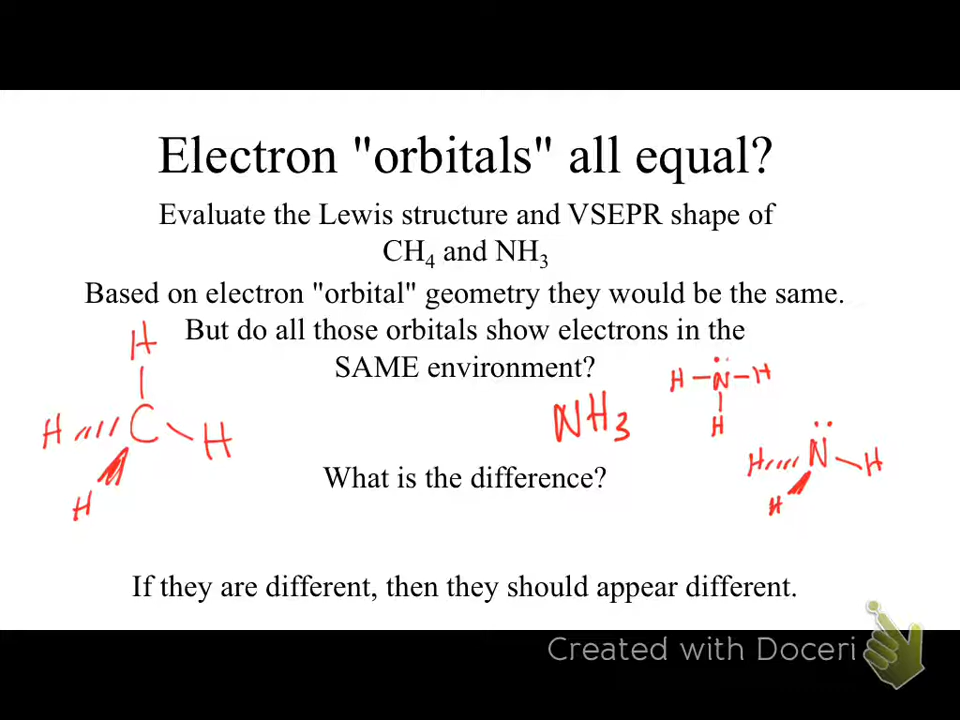 Electron "orbitals" all equal?
Evaluate the Lewis structure and VSEPR shape of
CH₄ and NH₃
Based on electron "orbital" geometry they would be the same.
But do all those orbitals show electrons in the
SAME environment?
H
H C H
H
NH₃
H–N̈–H
H
H N̈ H
H
What is the difference?
If they are different, then they should appear different.
Created with Doceri